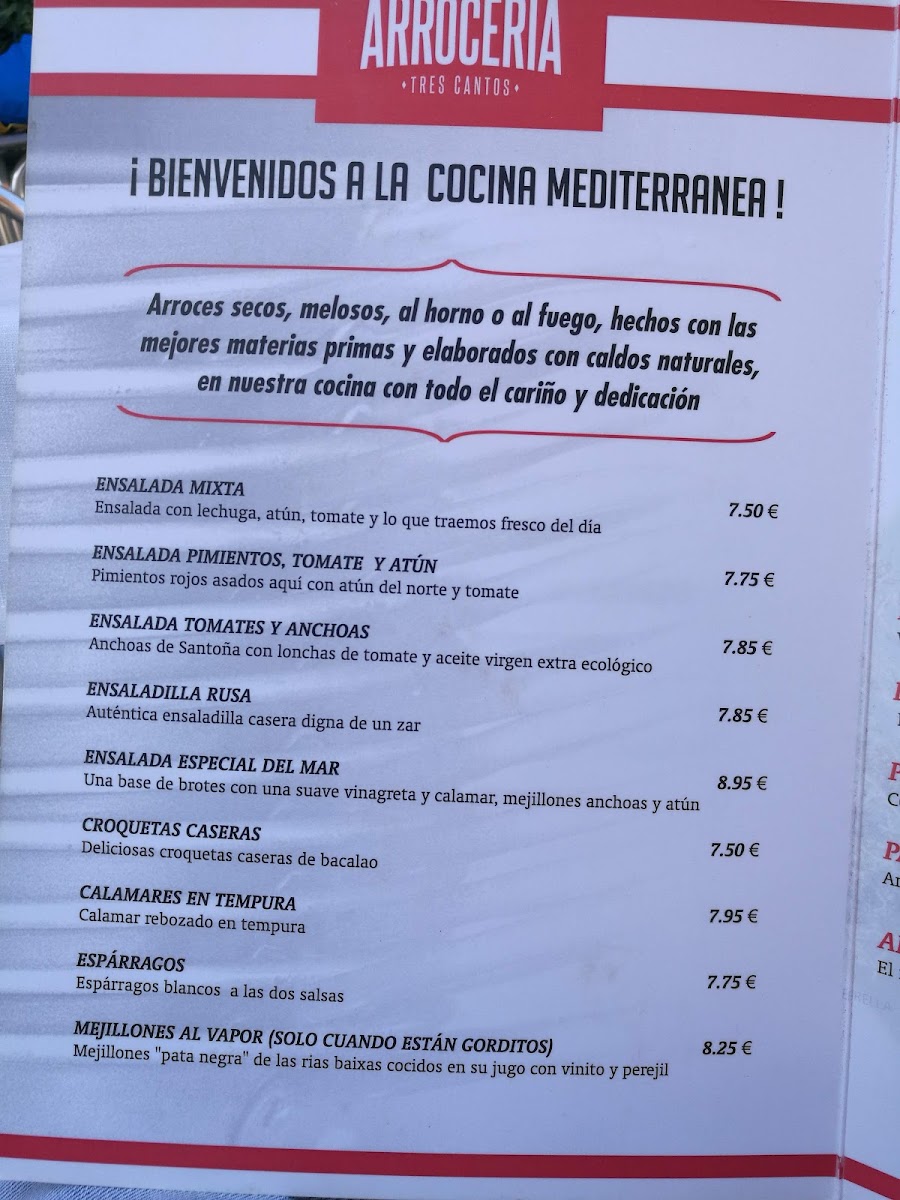 ARROCERIA
•TRES CANTOS•
¡ BIENVENIDOS A LA COCINA MEDITERRANEA !
Arroces secos, melosos, al horno o al fuego, hechos con las
mejores materias primas y elaborados con caldos naturales,
en nuestra cocina con todo el cariño y dedicación
ENSALADA MIXTA
Ensalada con lechuga, atún, tomate y lo que traemos fresco del día
7.50 €
ENSALADA PIMIENTOS, TOMATE Y ATÚN
Pimientos rojos asados aquí con atún del norte y tomate
7.75 €
ENSALADA TOMATES Y ANCHOAS
Anchoas de Santoña con lonchas de tomate y aceite virgen extra ecológico
7.85 €
ENSALADILLA RUSA
Auténtica ensaladilla casera digna de un zar
7.85 €
ENSALADA ESPECIAL DEL MAR
Una base de brotes con una suave vinagreta y calamar, mejillones anchoas y atún
8.95 €
CROQUETAS CASERAS
Deliciosas croquetas caseras de bacalao
7.50 €
CALAMARES EN TEMPURA
Calamar rebozado en tempura
7.95 €
ESPÁRRAGOS
Espárragos blancos a las dos salsas
7.75 €
MEJILLONES AL VAPOR (SOLO CUANDO ESTÁN GORDITOS)
Mejillones "pata negra" de las rias baixas cocidos en su jugo con vinito y perejil
8.25 €
El